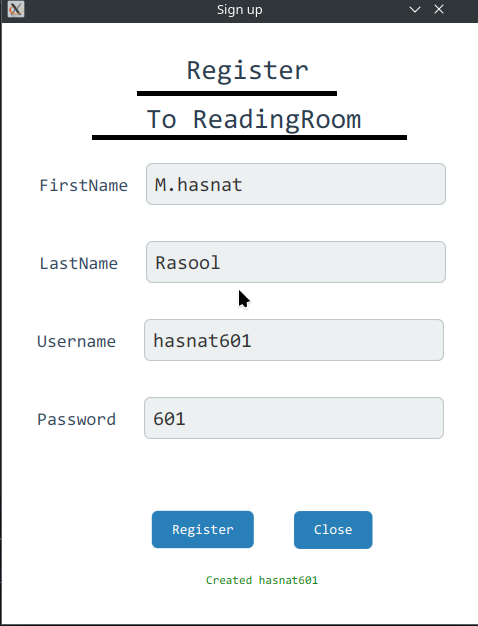 Sign up
Register
To ReadingRoom
FirstName M.hasnat
LastName Rasool
Username hasnat601
Password 601
Register Close
Created hasnat601